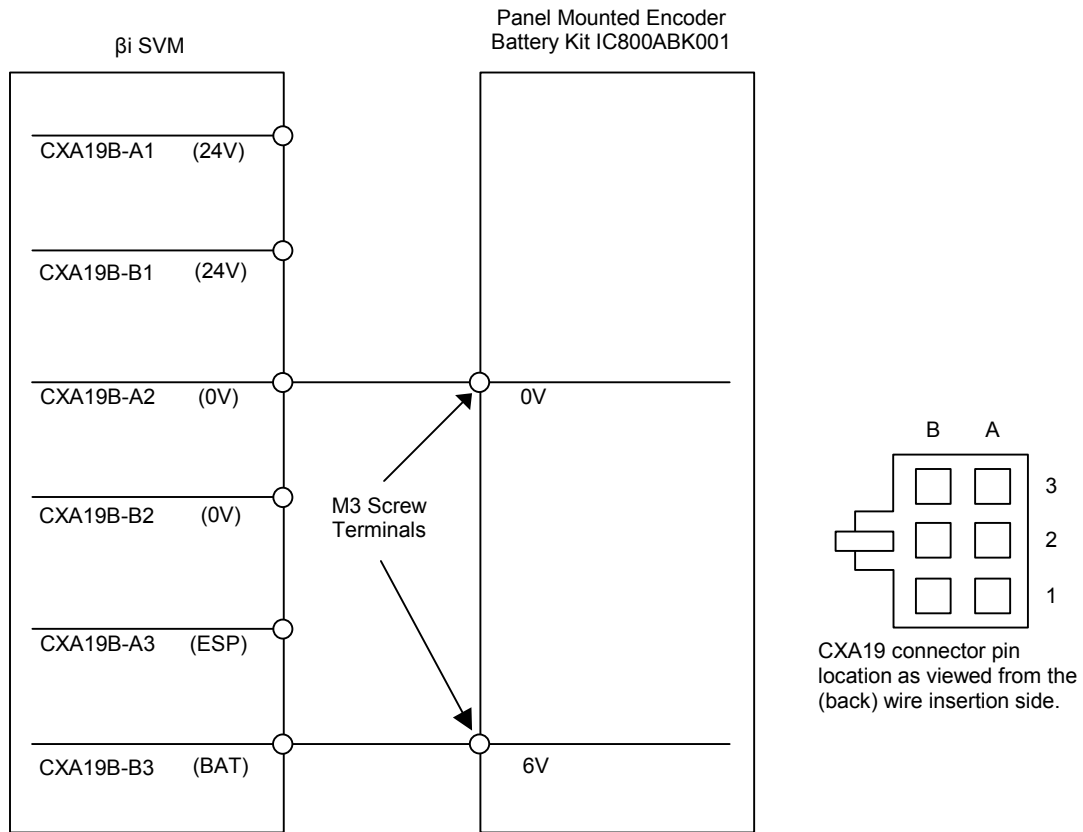 Panel Mounted Encoder
Battery Kit IC800ABK001
βi SVM
CXA19B-A1 (24V)
CXA19B-B1 (24V)
CXA19B-A2 (0V)
0V
CXA19B-B2 (0V)
M3 Screw
Terminals
CXA19B-A3 (ESP)
CXA19B-B3 (BAT)
6V
B A
3
2
1
CXA19 connector pin
location as viewed from the
(back) wire insertion side.